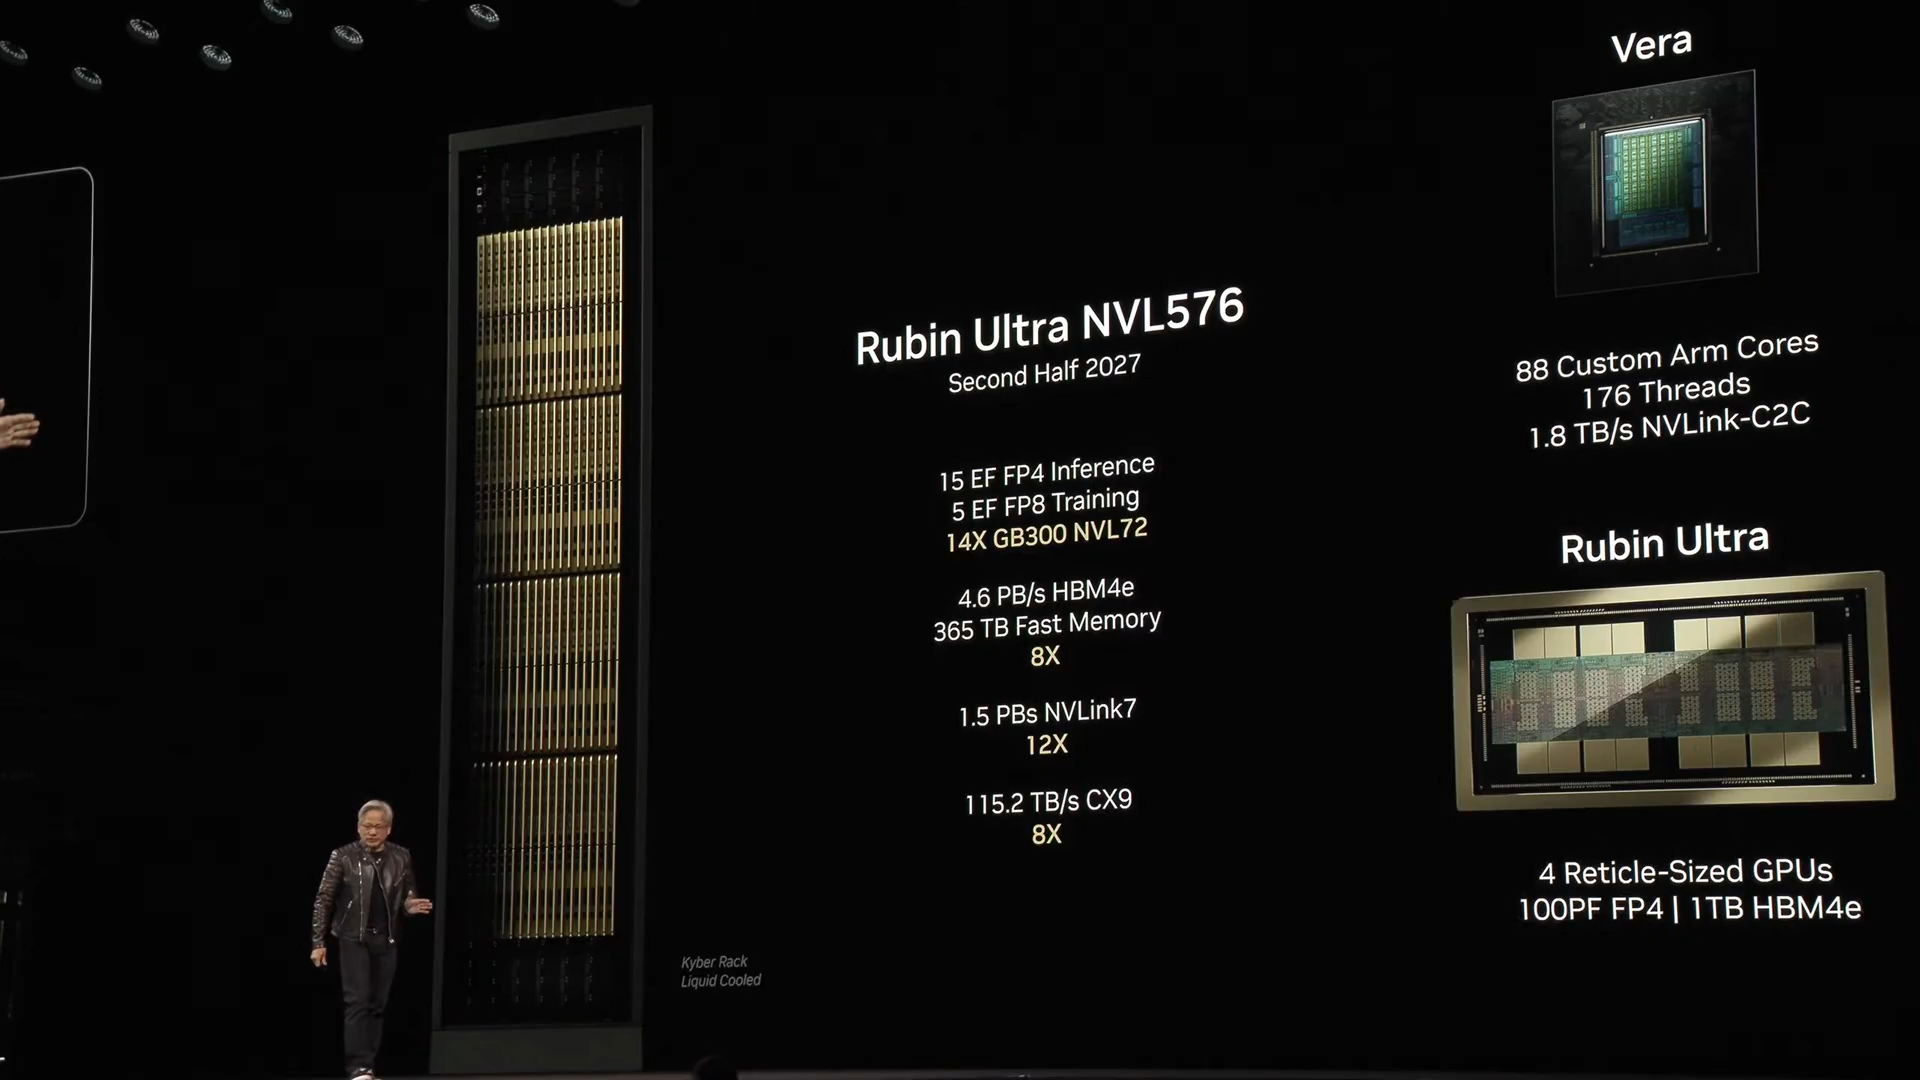 Rubin Ultra NVL576
Second Half 2027
15 EF FP4 Inference
5 EF FP8 Training
14X GB300 NVL72
4.6 PB/s HBM4e
365 TB Fast Memory
8X
1.5 PBs NVLink7
12X
115.2 TB/s CX9
8X
Kyber Rack
Liquid Cooled
Vera
88 Custom Arm Cores
176 Threads
1.8 TB/s NVLink-C2C
Rubin Ultra
4 Reticle-Sized GPUs
100PF FP4 | 1TB HBM4e